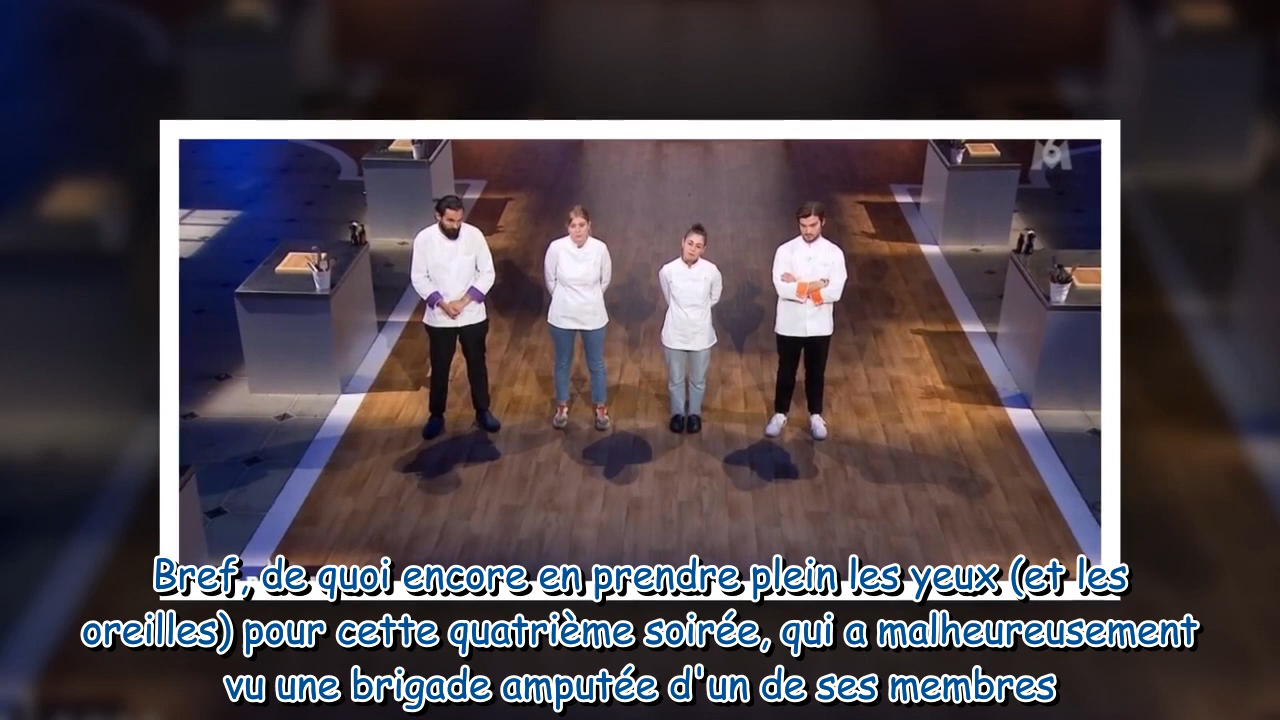 M6
Bref, de quoi encore en prendre plein les yeux (et les
oreilles) pour cette quatrième soirée, qui a malheureusement
vu une brigade amputée d'un de ses membres